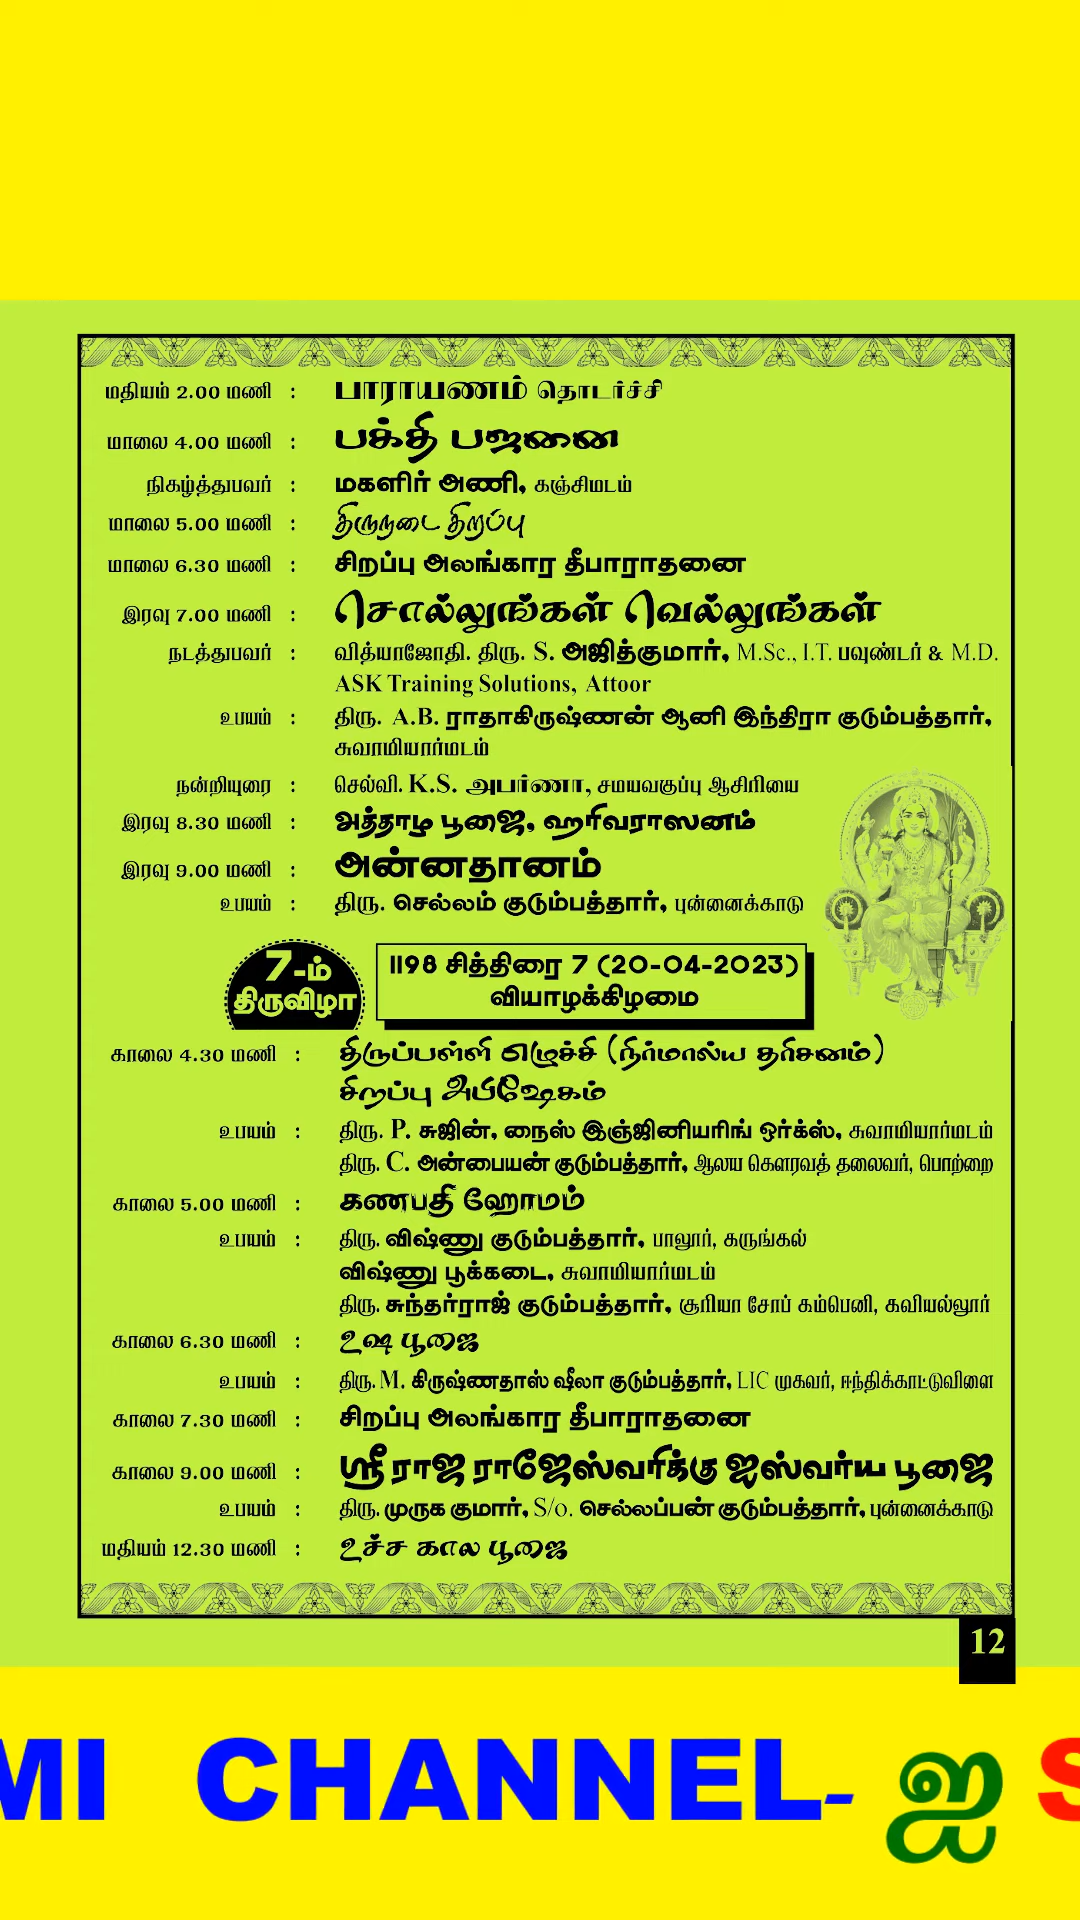 மதியம் 2.00 மணி : பாராயணம் தொடர்ச்சி
மாலை 4.00 மணி : பக்தி பஜனை
நிகழ்த்துபவர் : மகளிர் அணி, கஞ்சிமடம்
மாலை 5.00 மணி : திருநடை திறப்பு
மாலை 6.30 மணி : சிறப்பு அலங்கார தீபாராதனை
இரவு 7.00 மணி : சொல்லுங்கள் வெல்லுங்கள்
நடத்துபவர் : வித்யாஜோதி. திரு. S. அஜித்குமார், M.Sc., I.T. பவுண்டர் & M.D.
ASK Training Solutions, Attoor
உபயம் : திரு. A.B. ராதாகிருஷ்ணன் ஆனி இந்திரா குடும்பத்தார்,
சுவாமியார்மடம்
நன்றியுரை : செல்வி. K.S. அபர்ணா, சமயவகுப்பு ஆசிரியை
இரவு 8.30 மணி : அத்தாழ பூஜை, ஹரிவராஸனம்
இரவு 9.00 மணி : அன்னதானம்
உபயம் : திரு. செல்லம் குடும்பத்தார், புன்னைக்காடு
7-ம்
திருவிழா
1198 சித்திரை 7 (20-04-2023)
வியாழக்கிழமை
காலை 4.30 மணி : திருப்பள்ளி எழுச்சி (நிர்மால்ய தரிசனம்)
சிறப்பு அபிஷேகம்
உபயம் : திரு. P. சுஜின், நைஸ் இஞ்ஜினியரிங் ஒர்க்ஸ், சுவாமியார்மடம்
திரு. C. அன்பையன் குடும்பத்தார், ஆலய கௌரவத் தலைவர், பொற்றை
காலை 5.00 மணி : கணபதி ஹோமம்
உபயம் : திரு. விஷ்ணு குடும்பத்தார், பாலூர், கருங்கல்
விஷ்ணு பூக்கடை, சுவாமியார்மடம்
திரு. சுந்தர்ராஜ் குடும்பத்தார், சூரியா சோப் கம்பெனி, கவியல்லூர்
காலை 6.30 மணி : உஷ பூஜை
உபயம் : திரு. M. கிருஷ்ணதாஸ் ஷீலா குடும்பத்தார், LIC முகவர், ஈந்திக்காட்டுவிளை
காலை 7.30 மணி : சிறப்பு அலங்கார தீபாராதனை
காலை 9.00 மணி : ஸ்ரீ ராஜ ராஜேஸ்வரிக்கு ஐஸ்வர்ய பூஜை
உபயம் : திரு. முருக குமார், S/o. செல்லப்பன் குடும்பத்தார், புன்னைக்காடு
மதியம் 12.30 மணி : உச்ச கால பூஜை
12
MI CHANNEL- ஐ S